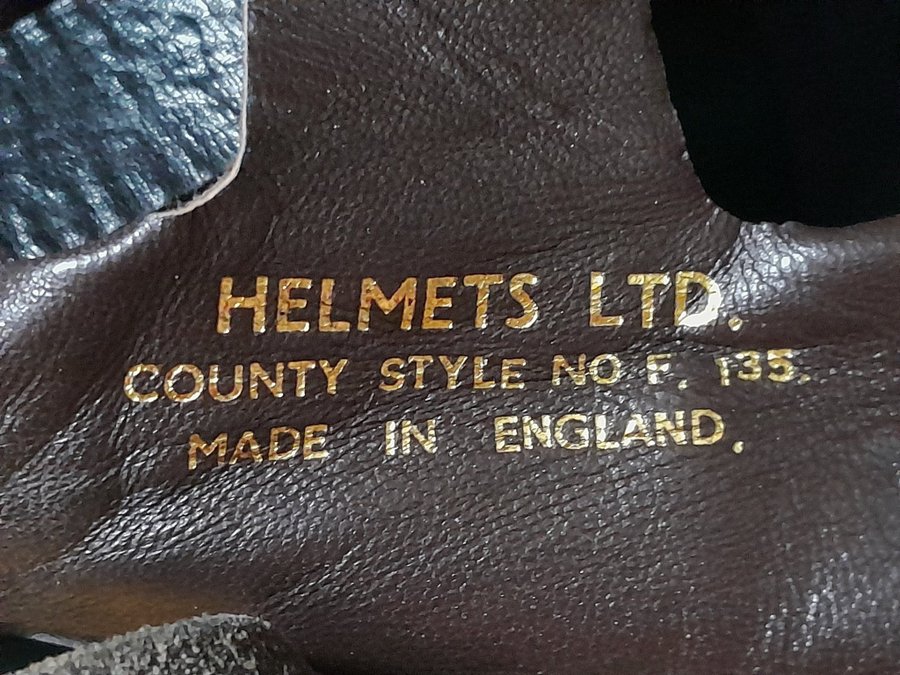 HELMETS LTD.
COUNTY STYLE NO F. 135.
MADE IN ENGLAND.